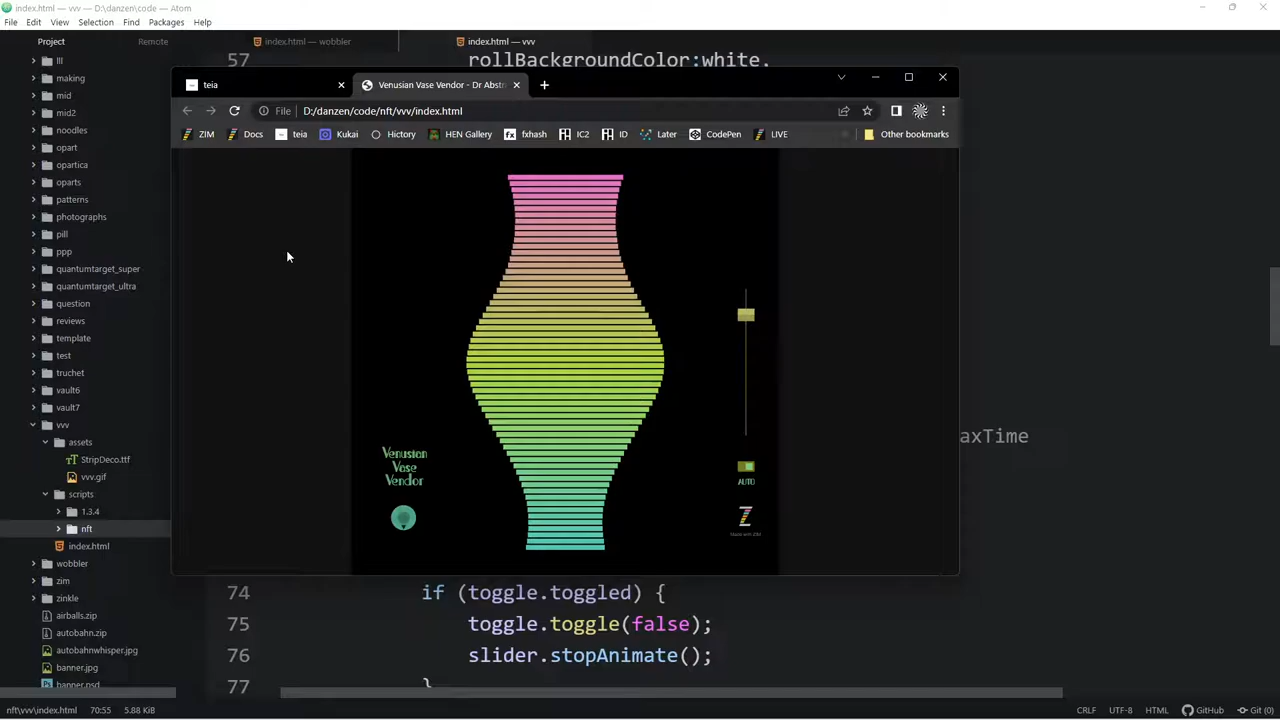 index.html — vvv — D:\danzen\code — Atom
File Edit View Selection Find Packages Help
Project Remote index.html — wobbler index.html — vvv
lll
making
mid
mid2
noodles
opart
opartica
oparts
patterns
photographs
pill
ppp
quantumtarget_super
quantumtarget_ultra
question
reviews
template
test
truchet
vault6
vault7
vvv
assets
StripDeco.ttf
vvv.gif
scripts
1.3.4
nft
index.html
wobbler
zim
zinkle
airballs.zip
autobahn.zip
autobahnwhisper.jpg
banner.jpg
banner.psd
57 rollBackgroundColor:white,
teia
Venusian Vase Vendor - Dr Abstr
File D:/danzen/code/nft/vvv/index.html
ZIM Docs teia Kukai Hictory HEN Gallery fxhash IC2 ID Later CodePen LIVE Other bookmarks
Venusian
Vase
Vendor
AUTO
Z
Made with ZIM
axTime
74 if (toggle.toggled) {
75 toggle.toggle(false);
76 slider.stopAnimate();
77 }
nft\vvv\index.html 70:55 5.88 KiB CRLF UTF-8 HTML GitHub Git (0)